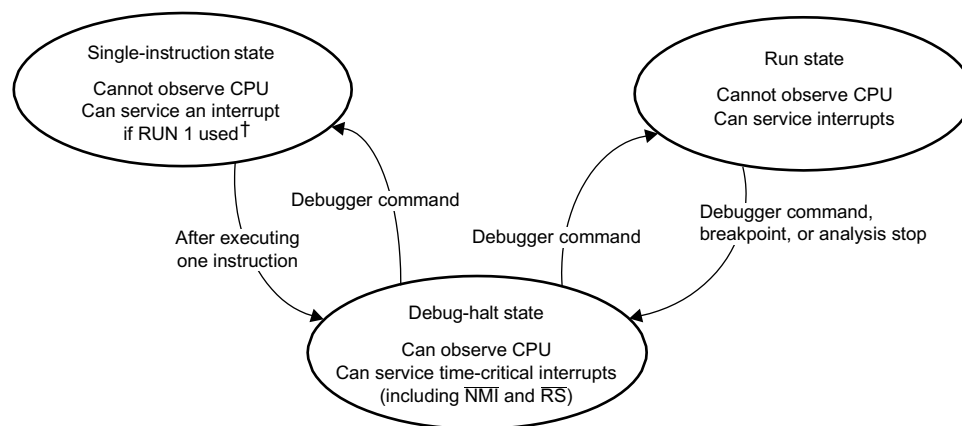 Single-instruction state
Cannot observe CPU
Can service an interrupt
if RUN 1 used†
Run state
Cannot observe CPU
Can service interrupts
Debugger command
After executing
one instruction
Debugger command
Debugger command,
breakpoint, or analysis stop
Debug-halt state
Can observe CPU
Can service time-critical interrupts
(including N̅M̅I̅ and R̅S̅)